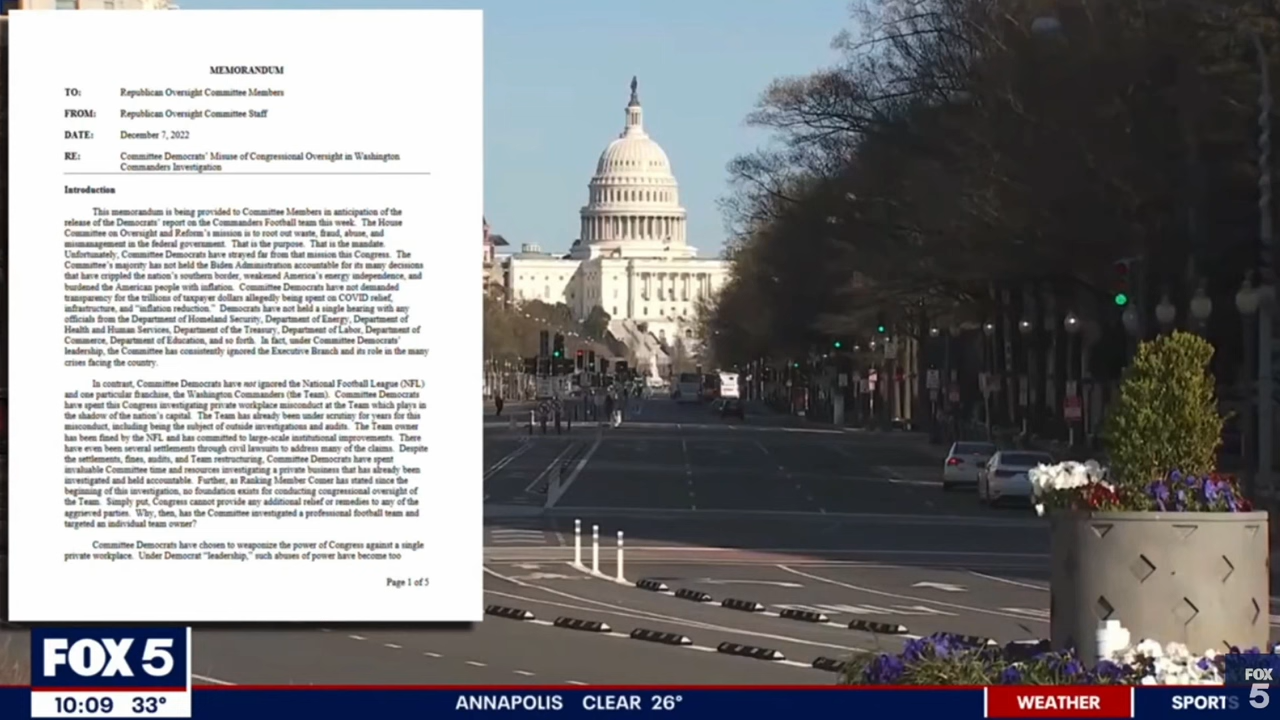 MEMORANDUM
TO: Republican Oversight Committee Members
FROM: Republican Oversight Committee Staff
DATE: December 7, 2022
RE: Committee Democrats' Misuse of Congressional Oversight in Washington
Commanders Investigation
Introduction
This memorandum is being provided to Committee Members in anticipation of the
release of the Democrats' report on the Commanders Football team this week. The House
Committee on Oversight and Reform's mission is to root out waste, fraud, abuse, and
mismanagement in the federal government. That is the purpose. That is the mandate.
Unfortunately, Committee Democrats have strayed far from that mission this Congress. The
Committee's majority has not held the Biden Administration accountable for its many decisions
that have crippled the nation's southern border, weakened America's energy independence, and
burdened the American people with inflation. Committee Democrats have not demanded
transparency for the trillions of taxpayer dollars allegedly being spent on COVID relief,
infrastructure, and "inflation reduction." Democrats have not held a single hearing with any
officials from the Department of Homeland Security, Department of Energy, Department of
Health and Human Services, Department of the Treasury, Department of Labor, Department of
Commerce, Department of Education, and so forth. In fact, under Committee Democrats'
leadership, the Committee has consistently ignored the Executive Branch and its role in the many
crises facing the country.
In contrast, Committee Democrats have not ignored the National Football League (NFL)
and one particular franchise, the Washington Commanders (the Team). Committee Democrats
have spent this Congress investigating private workplace misconduct at the Team which plays in
the shadow of the nation's capital. The Team has already been under scrutiny for years for this
misconduct, including being the subject of outside investigations and audits. The Team owner
has been fined by the NFL and has committed to large-scale institutional improvements. There
have even been several settlements through civil lawsuits to address many of the claims. Despite
the settlements, fines, audits, and Team restructuring, Committee Democrats have spent
invaluable Committee time and resources investigating a private business that has already been
investigated and held accountable. Further, as Ranking Member Comer has stated since the
beginning of this investigation, no foundation exists for conducting congressional oversight of
the Team. Simply put, Congress cannot provide any additional relief or remedies to any of the
aggrieved parties. Why, then, has the Committee investigated a professional football team and
targeted an individual team owner?
Committee Democrats have chosen to weaponize the power of Congress against a single
private workplace. Under Democrat "leadership," such abuses of power have become too
Page 1 of 5
FOX 5
10:09 33°
ANNAPOLIS CLEAR 26°
WEATHER
SPORTS
FOX
5